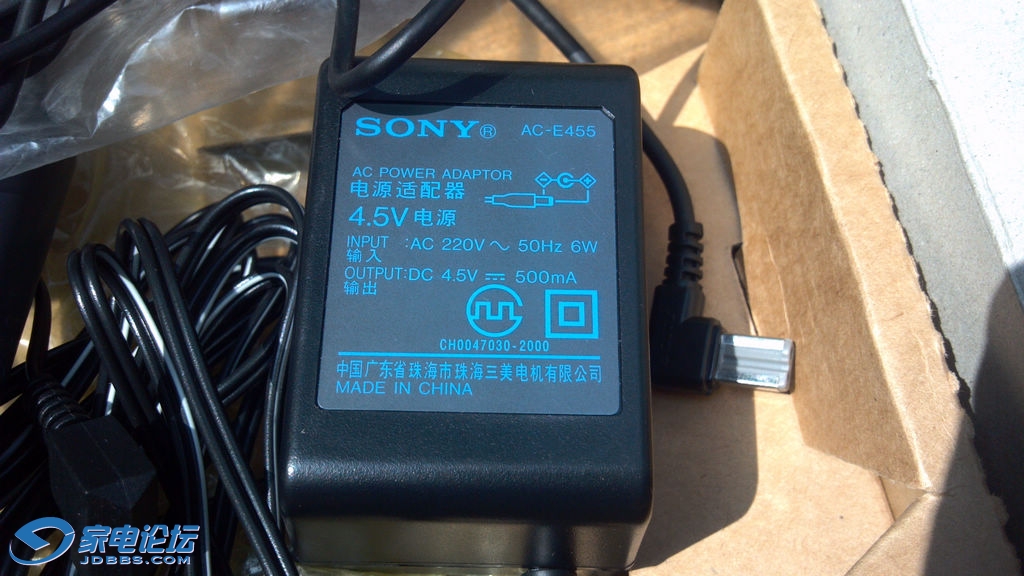 SONY® AC-E455
AC POWER ADAPTOR
电源适配器
4.5V 电源
INPUT :AC 220V～ 50Hz 6W
输入
OUTPUT:DC 4.5V ⎓ 500mA
输出
CH0047030-2000
中国广东省珠海市珠海三美电机有限公司
MADE IN CHINA
家电论坛
JDBBS.COM